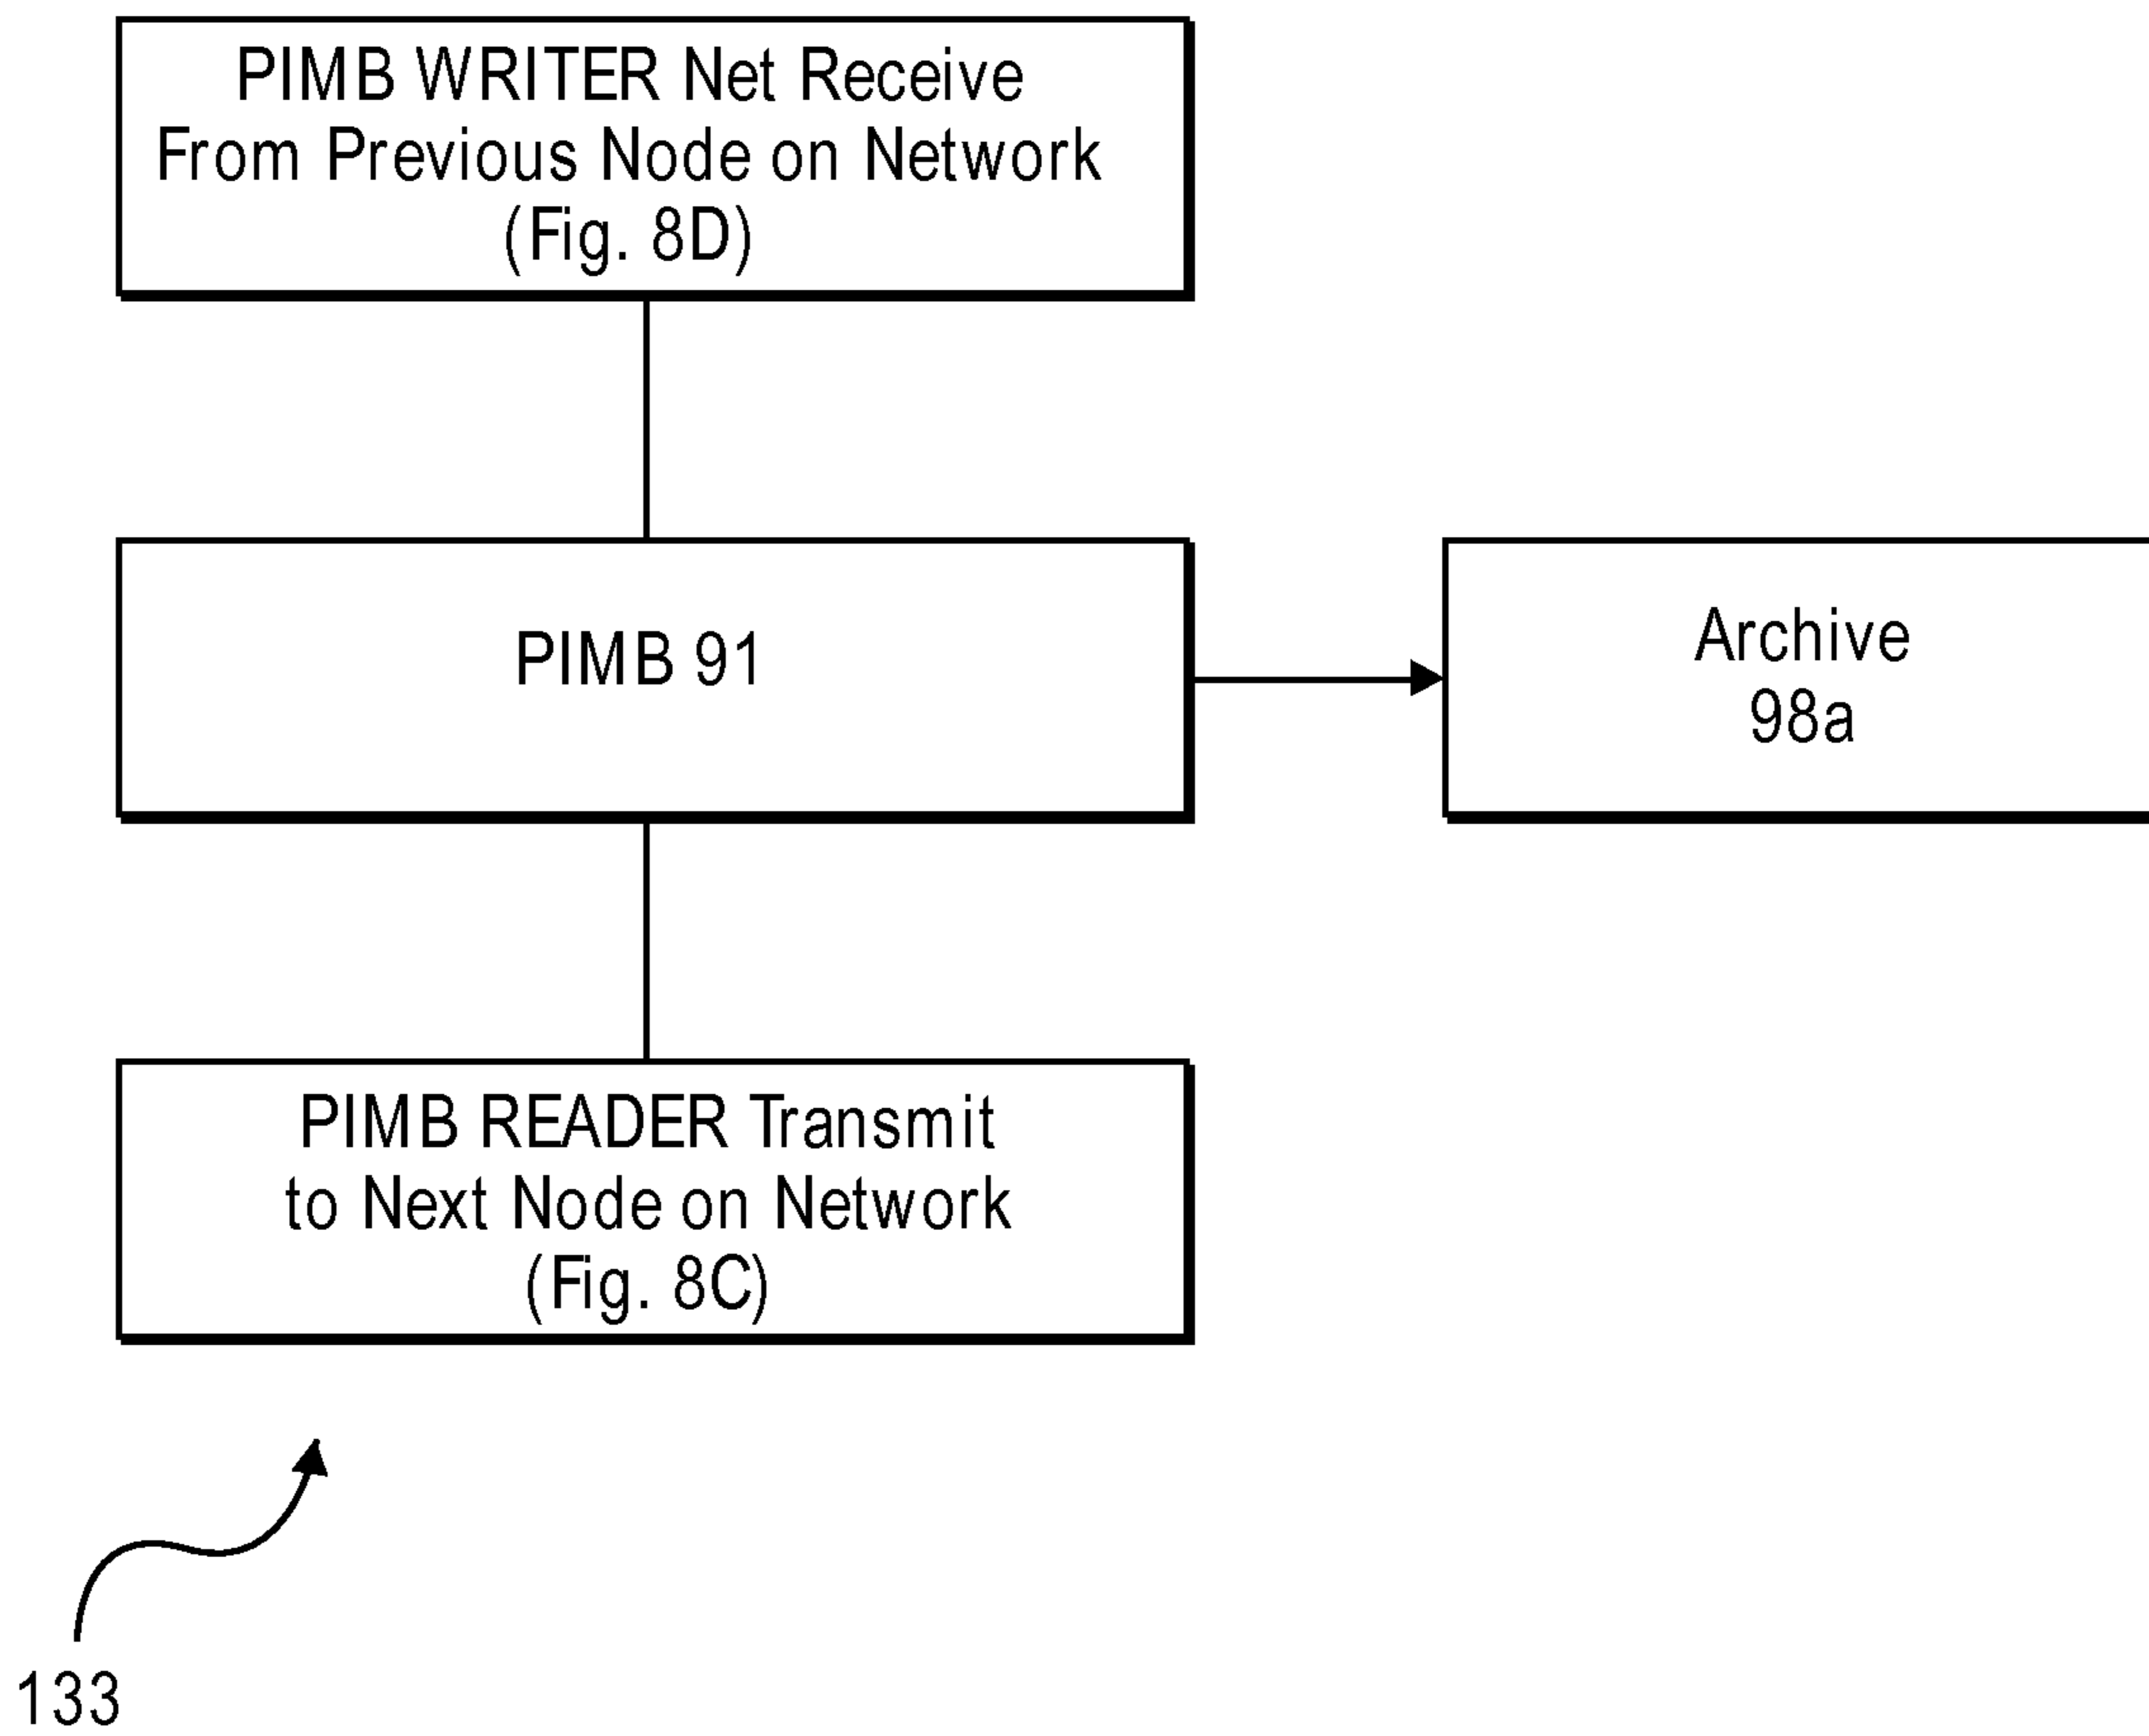 PIMB WRITER Net Receive
From Previous Node on Network
(Fig. 8D)
PIMB 91
Archive
98a
PIMB READER Transmit
to Next Node on Network
(Fig. 8C)
133